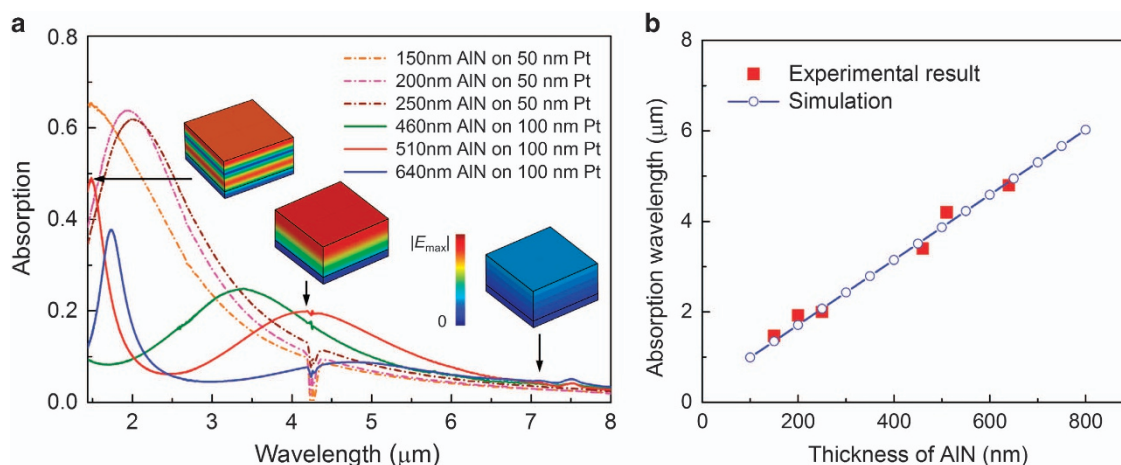 a
0.8
0.6
0.4
0.2
0.0
Absorption
150nm AlN on 50 nm Pt
200nm AlN on 50 nm Pt
250nm AlN on 50 nm Pt
460nm AlN on 100 nm Pt
510nm AlN on 100 nm Pt
640nm AlN on 100 nm Pt
|Emax|
0
2 3 4 5 6 7 8
Wavelength (μm)
b
8
6
4
2
0
Absorption wavelength (μm)
Experimental result
Simulation
0 200 400 600 800
Thickness of AlN (nm)